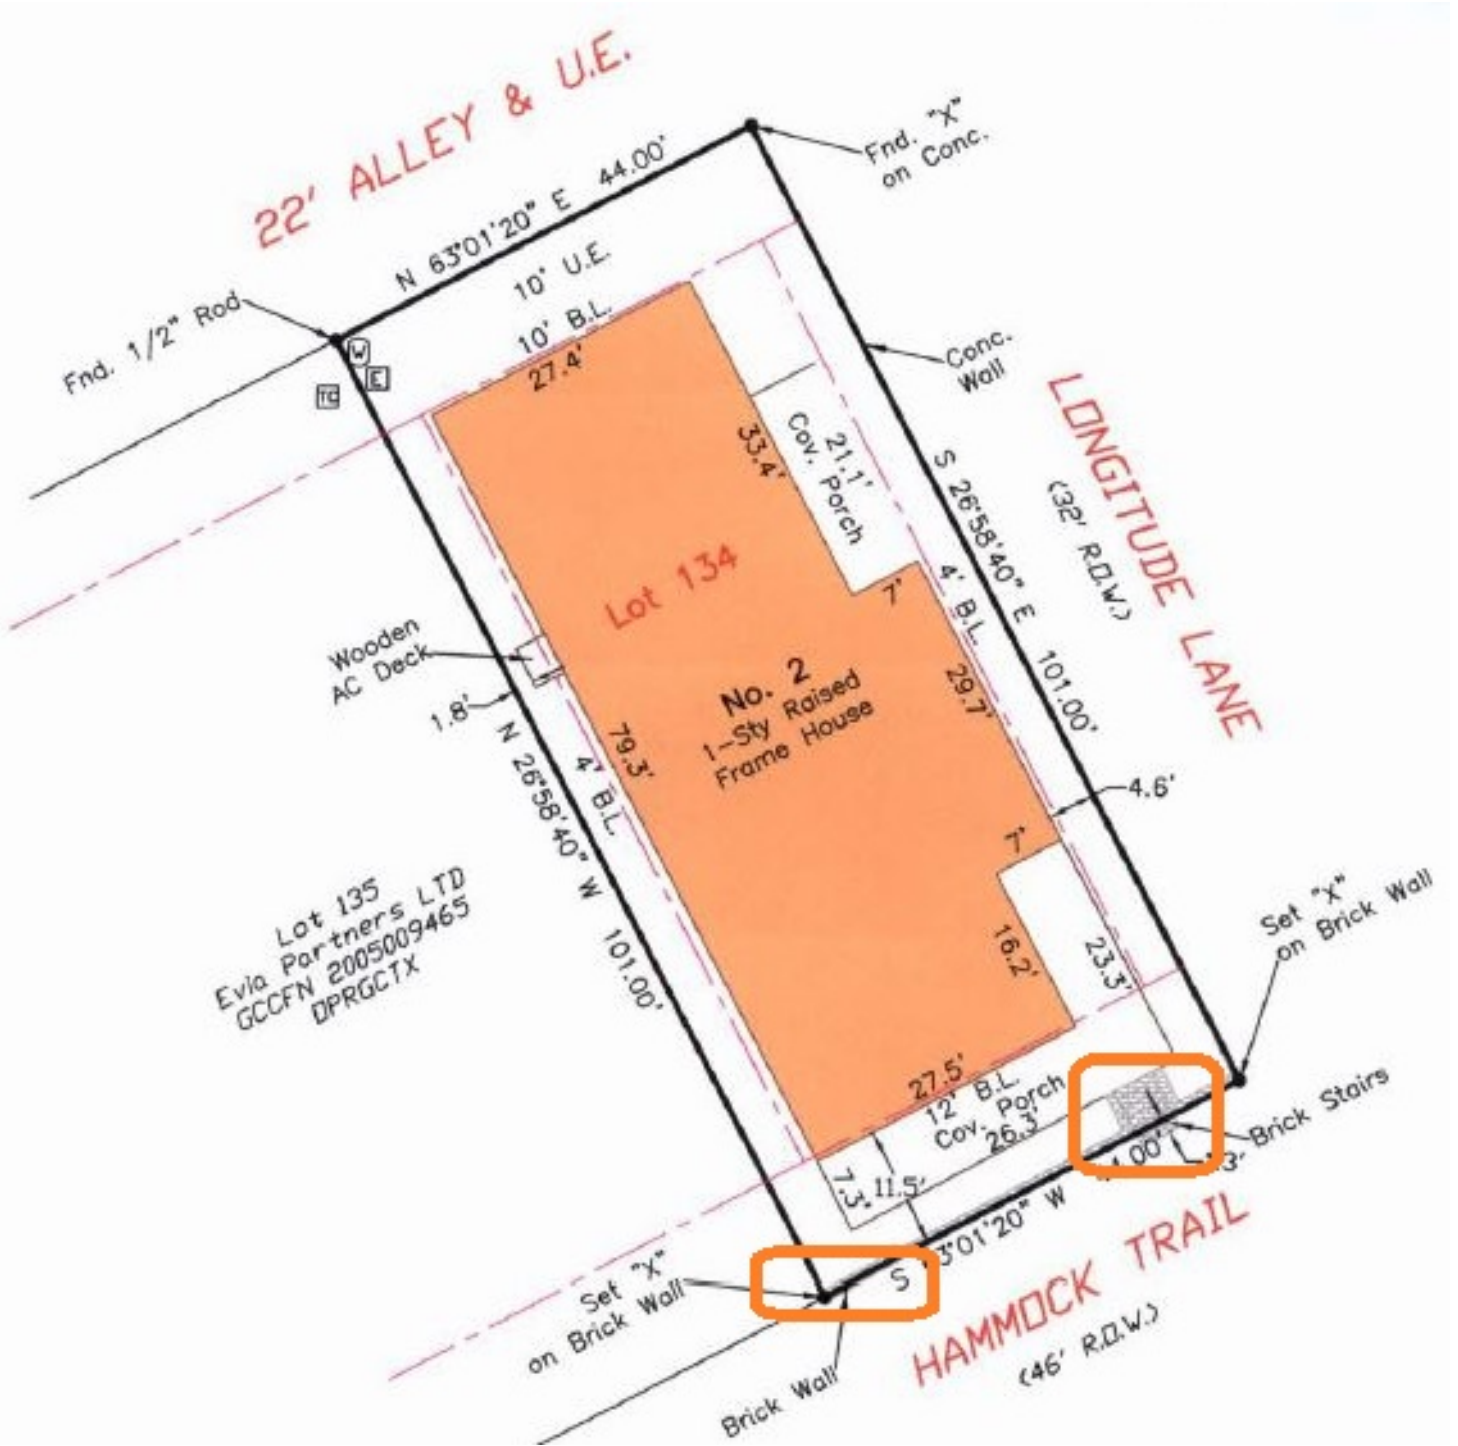 22' ALLEY & U.E.
N 63°01'20" E 44.00'
Fnd. "X"
on Conc.
Fnd. 1/2" Rod
W
E
TC
10' U.E.
10' B.L.
27.4'
Conc.
Wall
LONGITUDE LANE
(32' R.O.W.)
33.4'
21.1'
Cov. Porch
S 26°58'40" E 101.00'
4' B.L.
7'
Lot 134
Wooden
AC Deck
1.8'
No. 2
1-Sty Raised
Frame House
29.7'
79.3'
4' B.L.
N 26°58'40" W 101.00'
4.6'
7'
16.2'
23.3'
Lot 135
Evia Partners LTD
GCCFN 2005009465
OPRGCTX
Set "X"
on Brick Wall
27.5'
12' B.L.
Cov. Porch
26.3'
Brick Stairs
7.3'
11.5'
S 3°01'20" W .00'
3'
Set "X"
on Brick Wall
Brick Wall
HAMMOCK TRAIL
(46' R.O.W.)